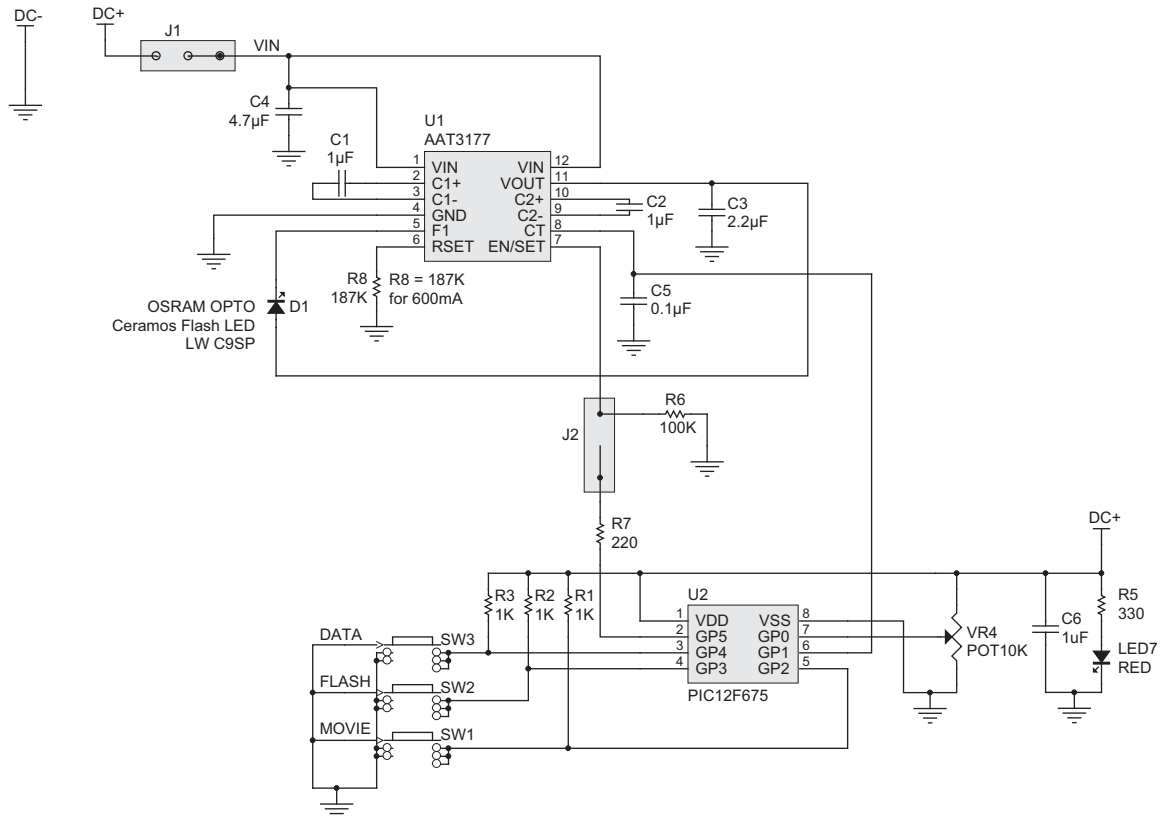 DC-
DC+
J1
VIN
C4
4.7µF
C1
1µF
U1
AAT3177
1 VIN
2 C1+
3 C1-
4 GND
5 F1
6 RSET
VIN 12
VOUT 11
C2+ 10
C2- 9
CT 8
EN/SET 7
C2
1µF
C3
2.2µF
R8
187K
R8 = 187K
for 600mA
C5
0.1µF
D1
OSRAM OPTO
Ceramos Flash LED
LW C9SP
J2
R6
100K
R7
220
DC+
R3
1K
R2
1K
R1
1K
U2
1 VDD
2 GP5
3 GP4
4 GP3
VSS 8
GP0 7
GP1 6
GP2 5
PIC12F675
VR4
POT10K
C6
1uF
R5
330
LED7
RED
DATA
SW3
FLASH
SW2
MOVIE
SW1